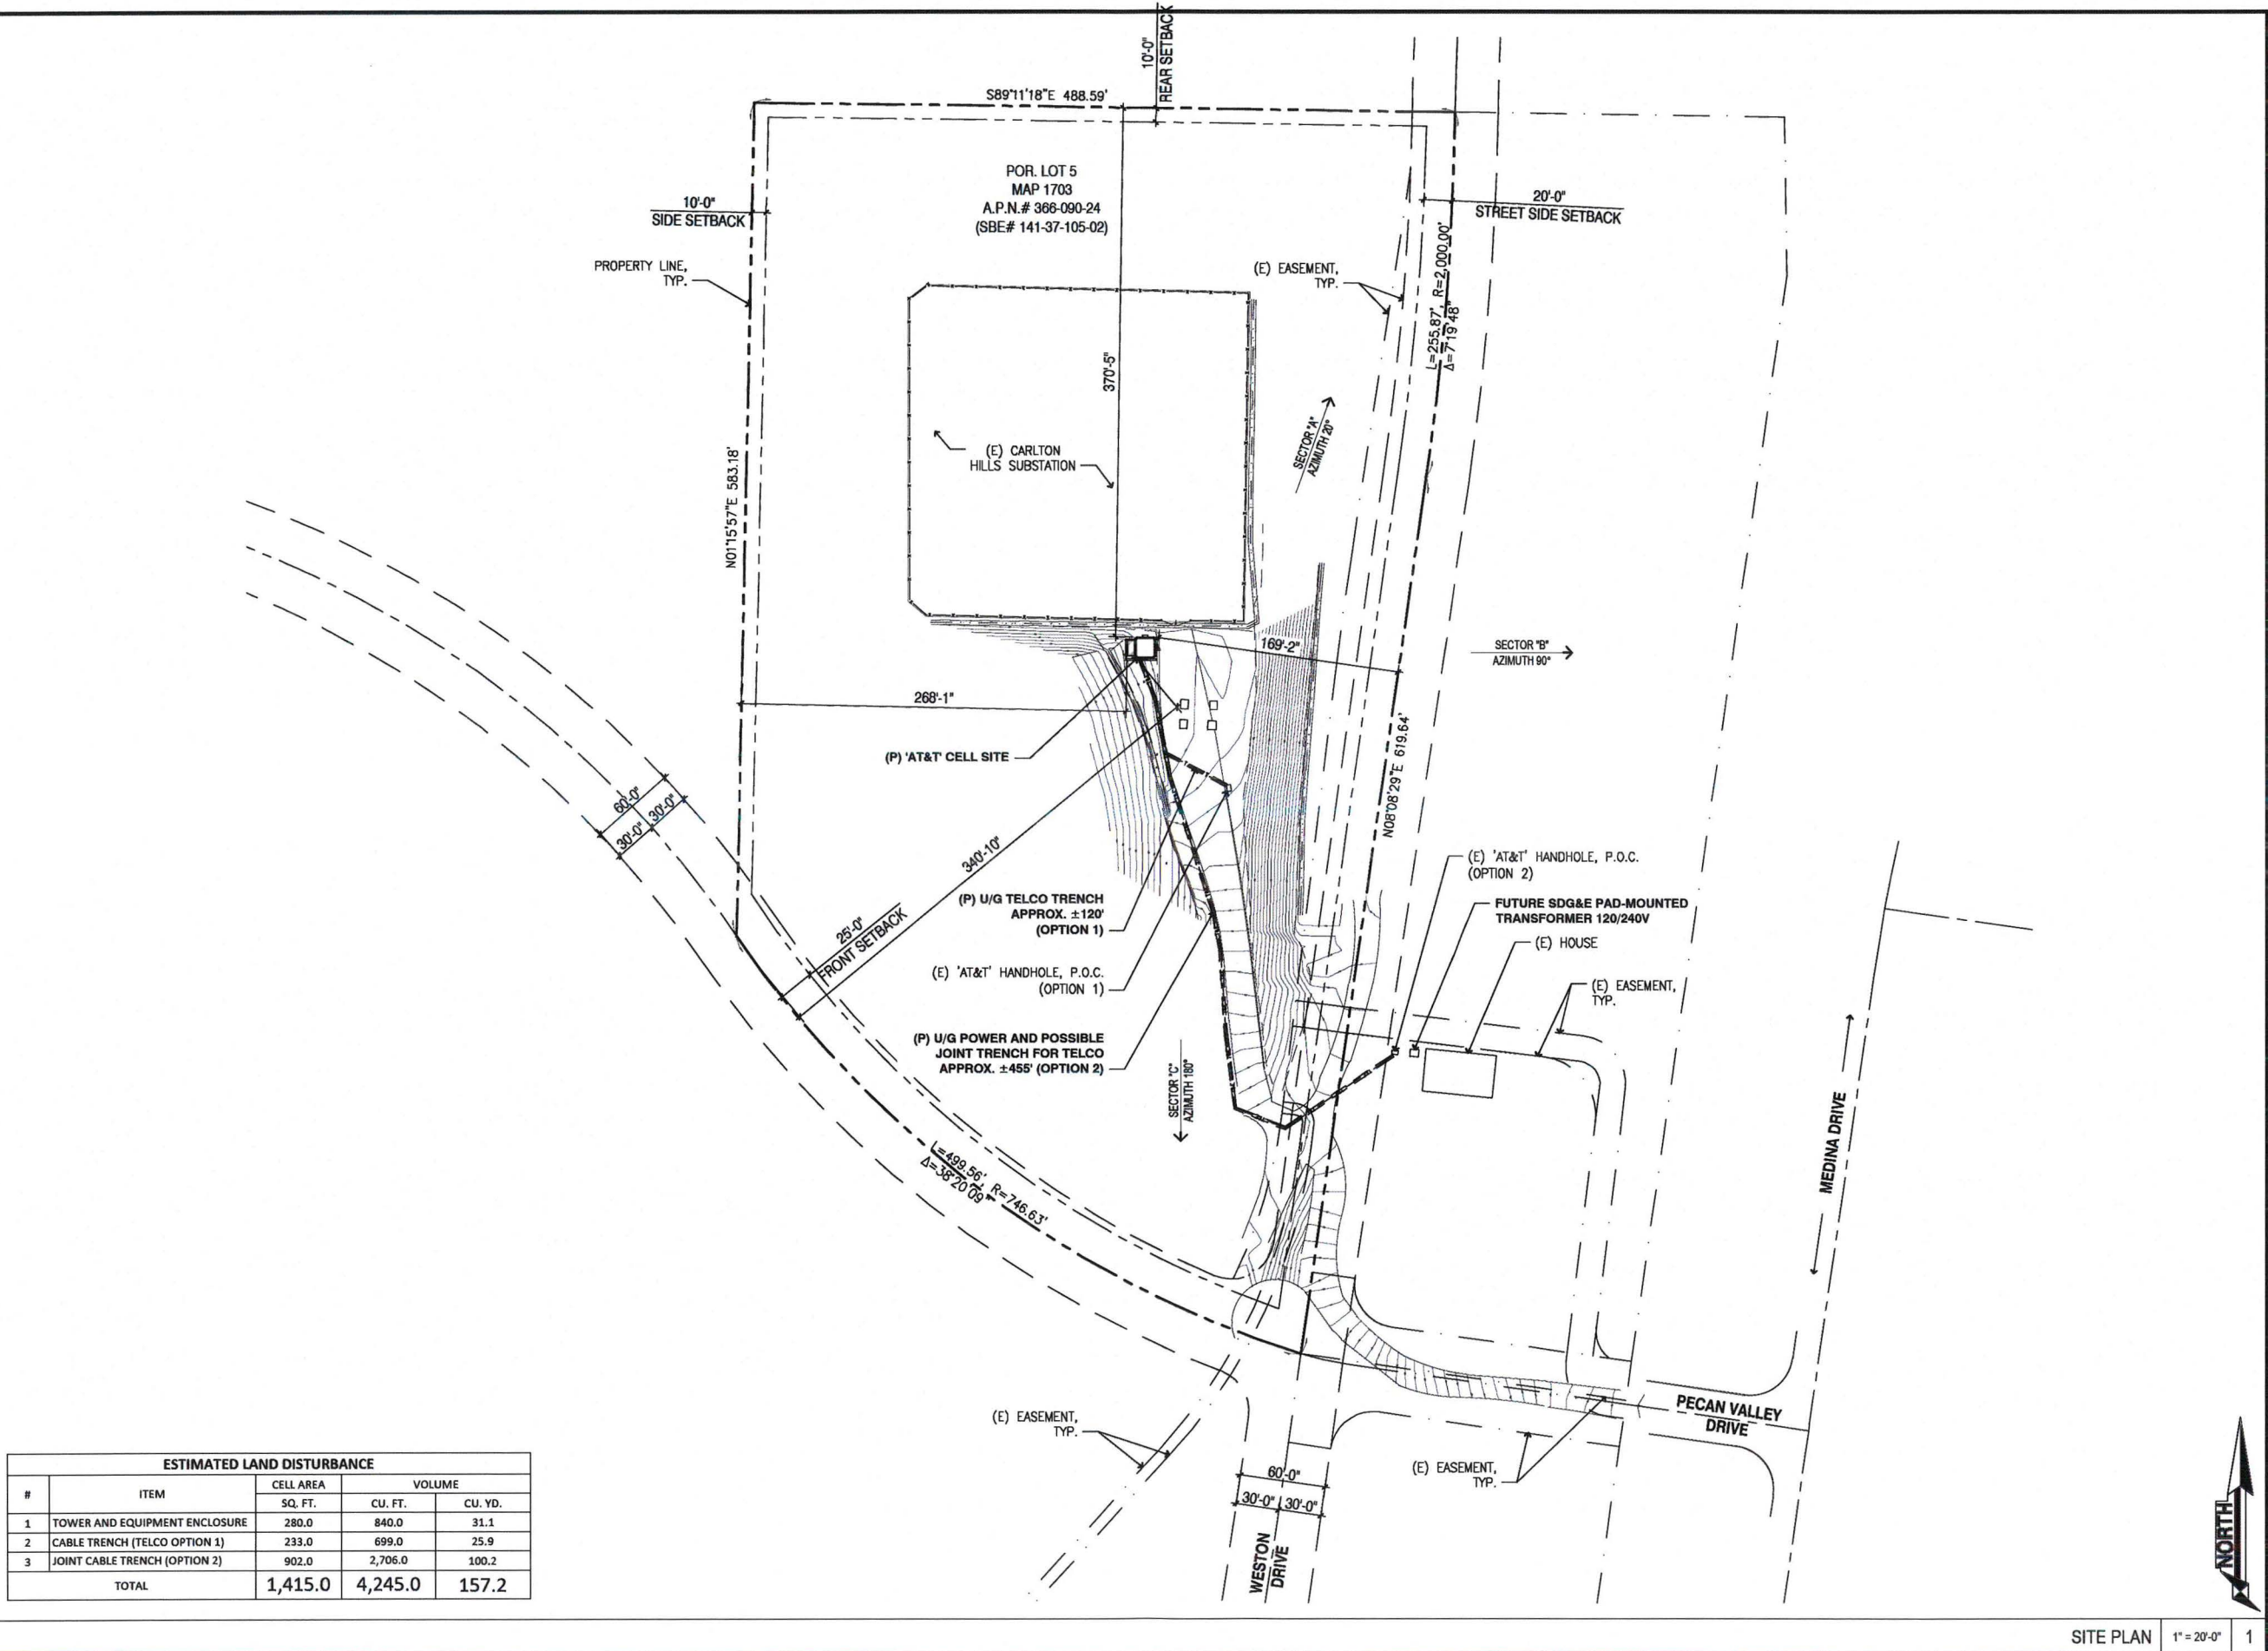 10'-0"
REAR SETBACK
S89°11'18"E 488.59'
POR. LOT 5
MAP 1703
A.P.N.# 366-090-24
(SBE# 141-37-105-02)
10'-0"
SIDE SETBACK
20'-0"
STREET SIDE SETBACK
PROPERTY LINE,
TYP.
(E) EASEMENT,
TYP.
L=255.87', R=2,000.00'
Δ=7°19'48"
370'-5"
SECTOR "A"
AZIMUTH 20°
(E) CARLTON
HILLS SUBSTATION
N01°15'57"E 583.18'
169'-2"
SECTOR "B"
AZIMUTH 90°
268'-1"
(P) 'AT&T' CELL SITE
N08°08'29"E 619.64'
60'-0"
30'-0"
30'-0"
340'-10"
(E) 'AT&T' HANDHOLE, P.O.C.
(OPTION 2)
(P) U/G TELCO TRENCH
APPROX. ±120'
(OPTION 1)
FUTURE SDG&E PAD-MOUNTED
TRANSFORMER 120/240V
(E) HOUSE
25'-0"
FRONT SETBACK
(E) 'AT&T' HANDHOLE, P.O.C.
(OPTION 1)
(E) EASEMENT,
TYP.
(P) U/G POWER AND POSSIBLE
JOINT TRENCH FOR TELCO
APPROX. ±455' (OPTION 2)
SECTOR "C"
AZIMUTH 180°
MEDINA DRIVE
L=499.56', R=746.63'
Δ=38°20'09"
PECAN VALLEY
DRIVE
(E) EASEMENT,
TYP.
(E) EASEMENT,
TYP.
60'-0"
30'-0" 30'-0"
WESTON
DRIVE
ESTIMATED LAND DISTURBANCE
# ITEM CELL AREA VOLUME
SQ. FT. CU. FT. CU. YD.
1 TOWER AND EQUIPMENT ENCLOSURE 280.0 840.0 31.1
2 CABLE TRENCH (TELCO OPTION 1) 233.0 699.0 25.9
3 JOINT CABLE TRENCH (OPTION 2) 902.0 2,706.0 100.2
TOTAL 1,415.0 4,245.0 157.2
NORTH
SITE PLAN 1" = 20'-0" 1